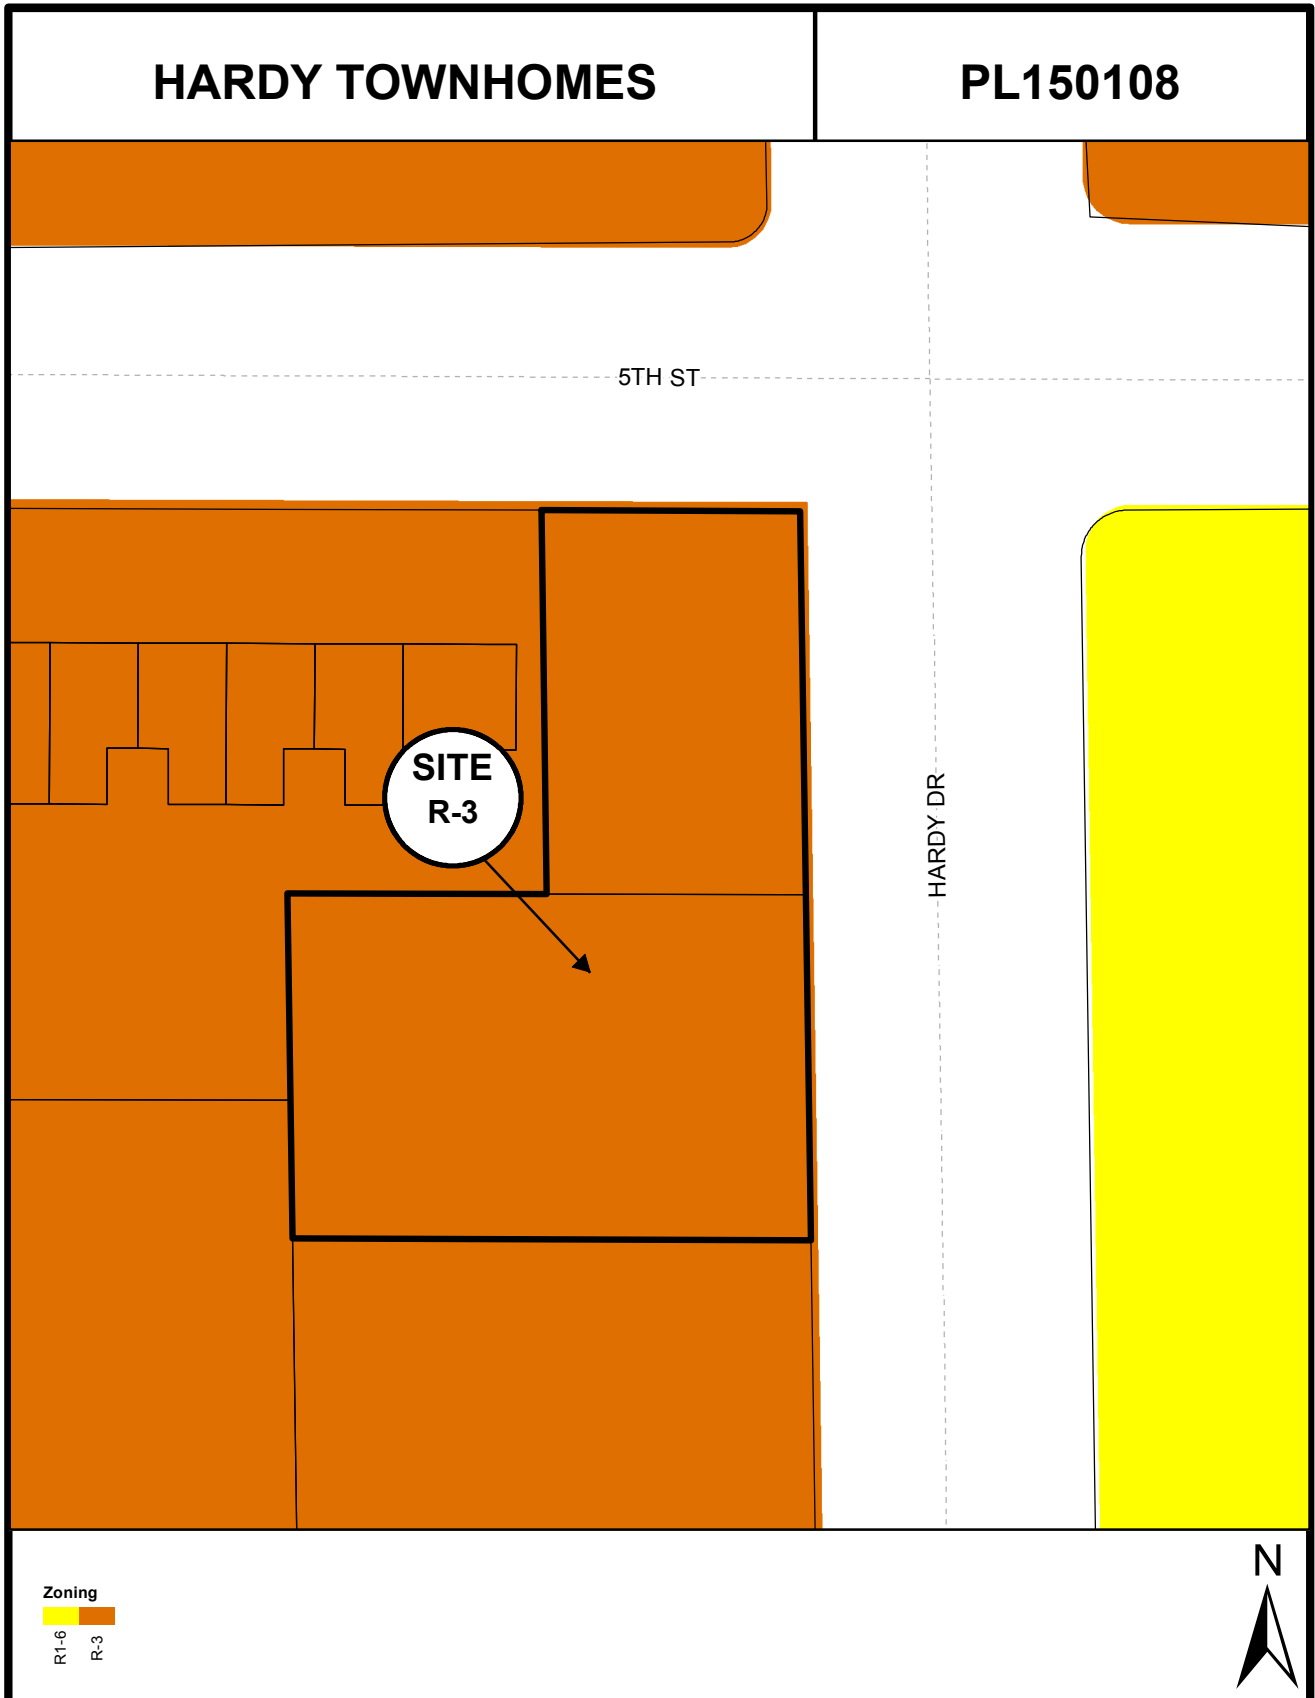 HARDY TOWNHOMES
PL150108
5TH ST
SITE
R-3
HARDY DR
N
Zoning
R1-6
R-3